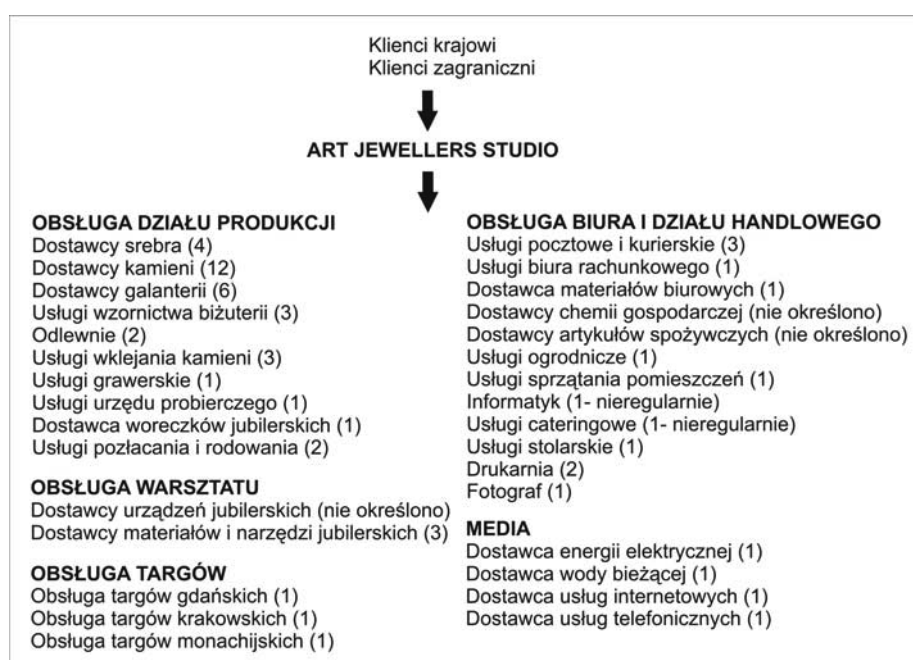 Klienci krajowi
Klienci zagraniczni
ART JEWELLERS STUDIO
OBSŁUGA DZIAŁU PRODUKCJI
Dostawcy srebra (4)
Dostawcy kamieni (12)
Dostawcy galanterii (6)
Usługi wzornictwa biżuterii (3)
Odlewnie (2)
Usługi wklejania kamieni (3)
Usługi grawerskie (1)
Usługi urzędu probierczego (1)
Dostawca woreczków jubilerskich (1)
Usługi pozłacania i rodowania (2)
OBSŁUGA WARSZTATU
Dostawcy urządzeń jubilerskich (nie określono)
Dostawcy materiałów i narzędzi jubilerskich (3)
OBSŁUGA TARGÓW
Obsługa targów gdańskich (1)
Obsługa targów krakowskich (1)
Obsługa targów monachijskich (1)
OBSŁUGA BIURA I DZIAŁU HANDLOWEGO
Usługi pocztowe i kurierskie (3)
Usługi biura rachunkowego (1)
Dostawca materiałów biurowych (1)
Dostawcy chemii gospodarczej (nie określono)
Dostawcy artykułów spożywczych (nie określono)
Usługi ogrodnicze (1)
Usługi sprzątania pomieszczeń (1)
Informatyk (1- nieregularnie)
Usługi cateringowe (1- nieregularnie)
Usługi stolarskie (1)
Drukarnia (2)
Fotograf (1)
MEDIA
Dostawca energii elektrycznej (1)
Dostawca wody bieżącej (1)
Dostawca usług internetowych (1)
Dostawca usług telefonicznych (1)